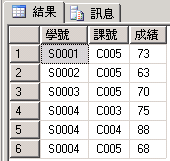 結果 訊息
學號 課號 成績
1 S0001 C005 73
2 S0002 C005 63
3 S0003 C005 70
4 S0004 C003 75
5 S0004 C004 88
6 S0004 C005 68